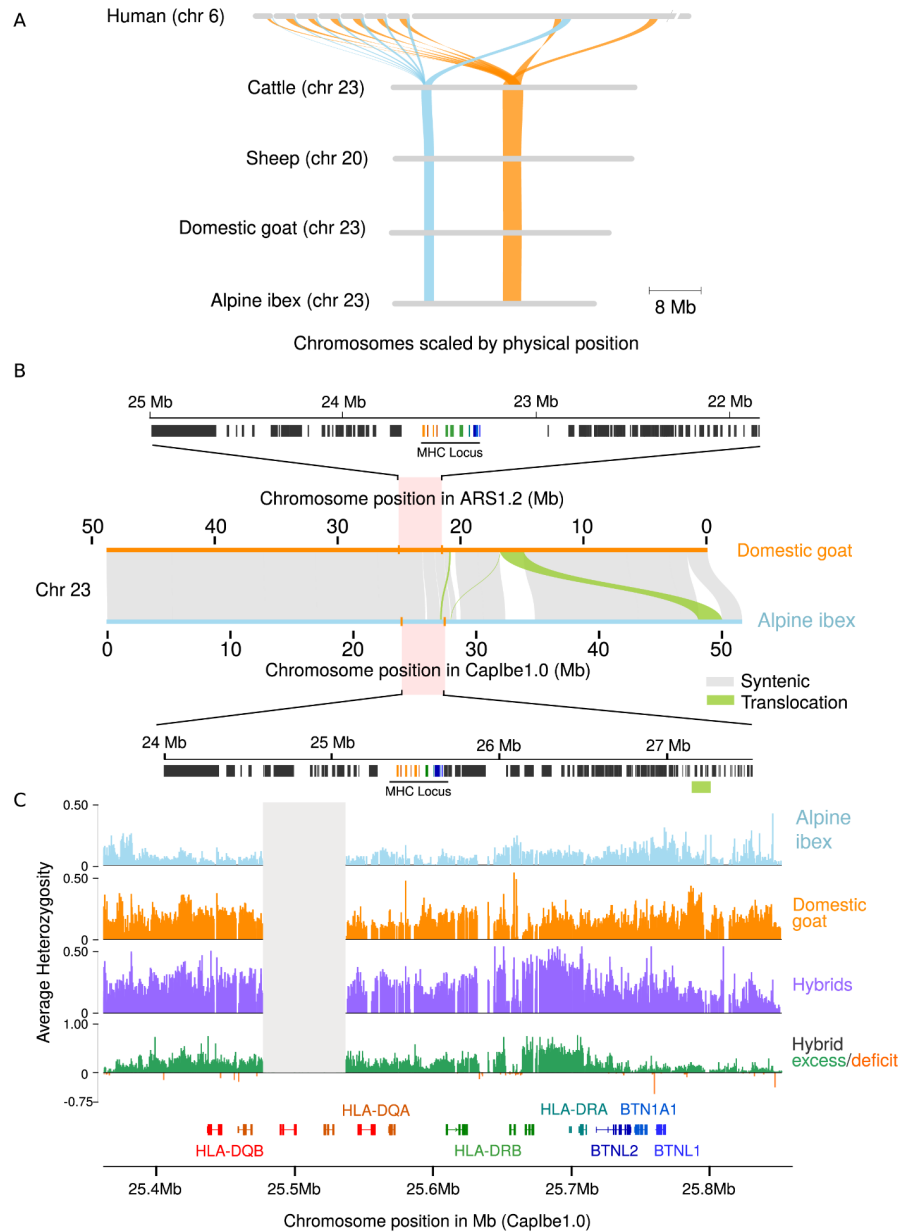 A
Human (chr 6)
Cattle (chr 23)
Sheep (chr 20)
Domestic goat (chr 23)
Alpine ibex (chr 23)
8 Mb
Chromosomes scaled by physical position
B
25 Mb 24 Mb 23 Mb 22 Mb
MHC Locus
Chromosome position in ARS1.2 (Mb)
50 40 30 20 10 0
Domestic goat
Chr 23
Alpine ibex
0 10 20 30 40 50
Chromosome position in CapIbe1.0 (Mb)
Syntenic
Translocation
24 Mb 25 Mb 26 Mb 27 Mb
MHC Locus
C
Average Heterozygosity
0.50
0
Alpine
ibex
0.50
0
Domestic
goat
0.50
0
Hybrids
1.00
0
-0.75
Hybrid
excess/deficit
HLA-DQA HLA-DRA BTN1A1
HLA-DQB HLA-DRB BTNL2 BTNL1
25.4Mb 25.5Mb 25.6Mb 25.7Mb 25.8Mb
Chromosome position in Mb (CapIbe1.0)